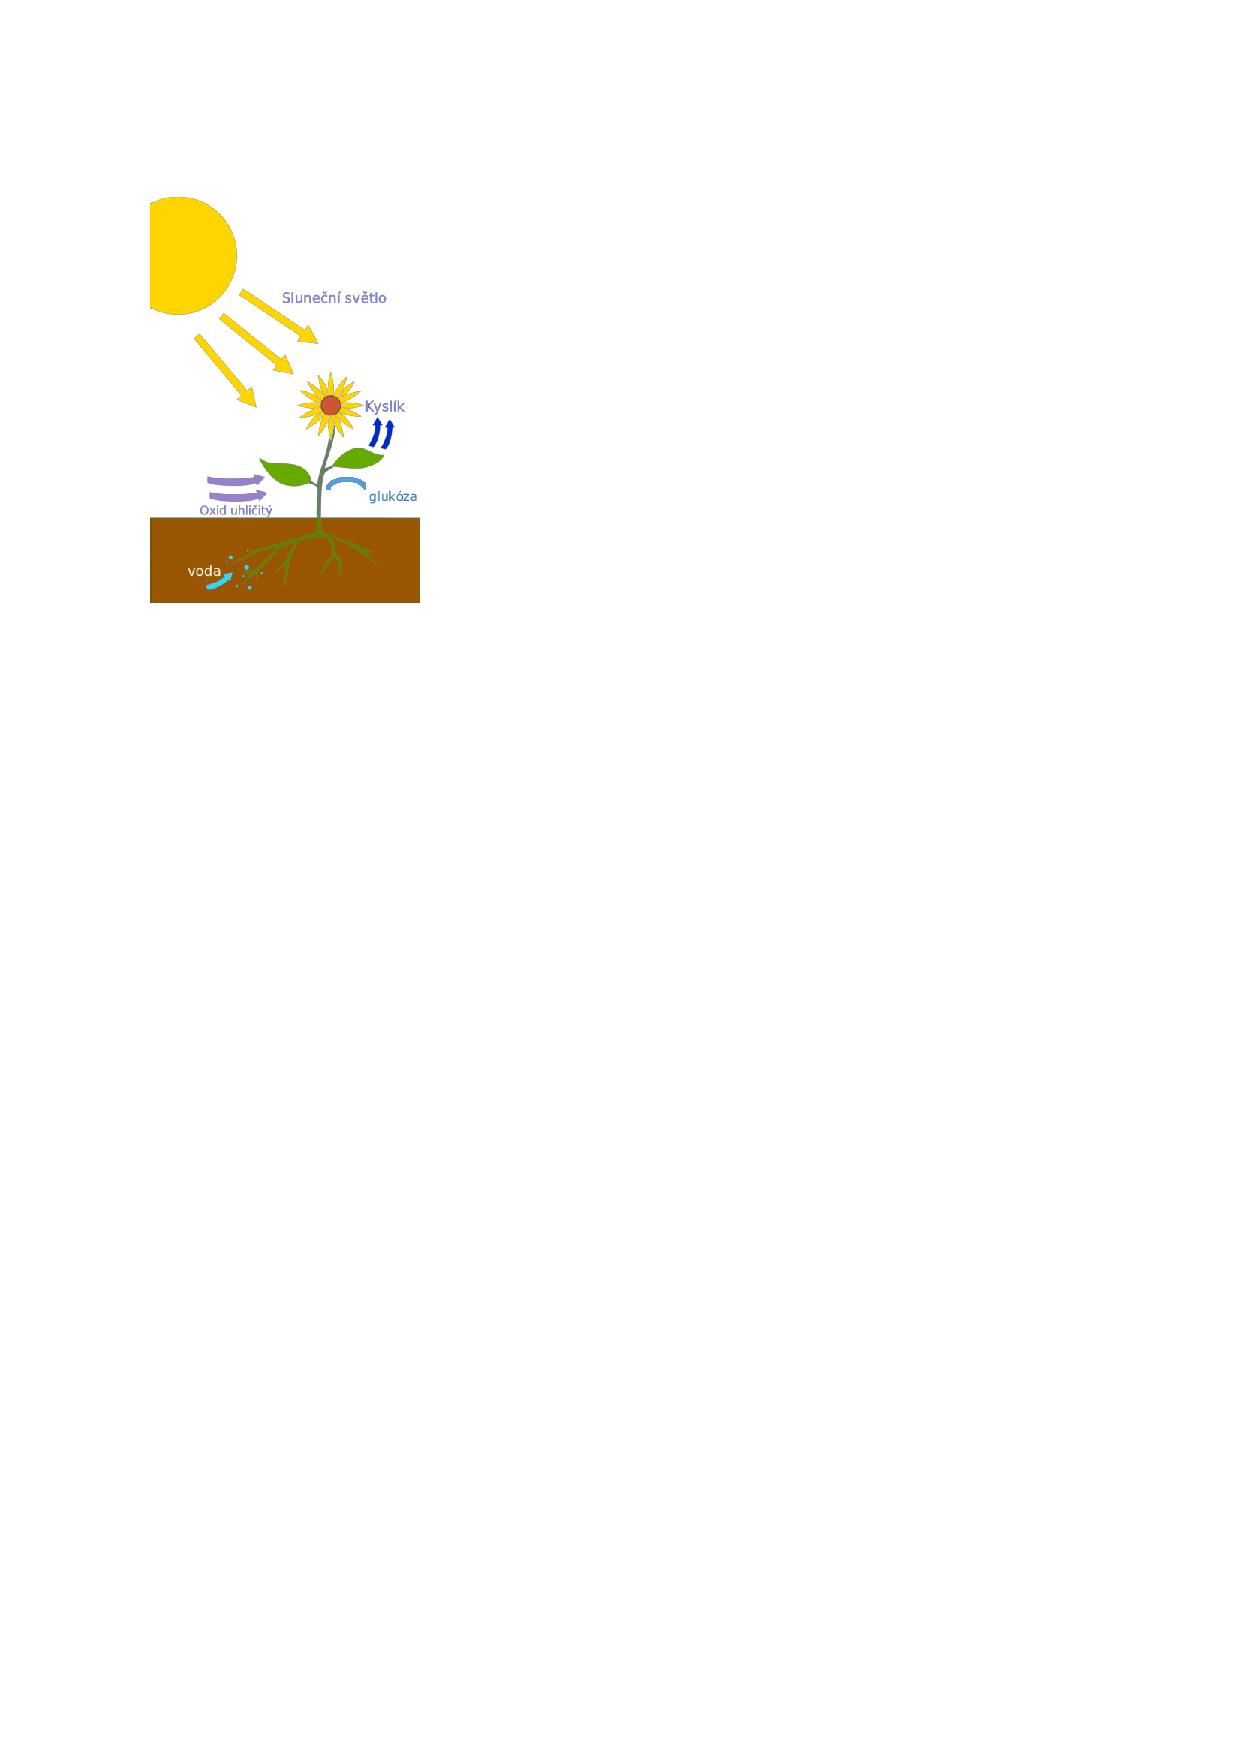 Sluneční světlo
Kyslík
glukóza
Oxid uhličitý
voda